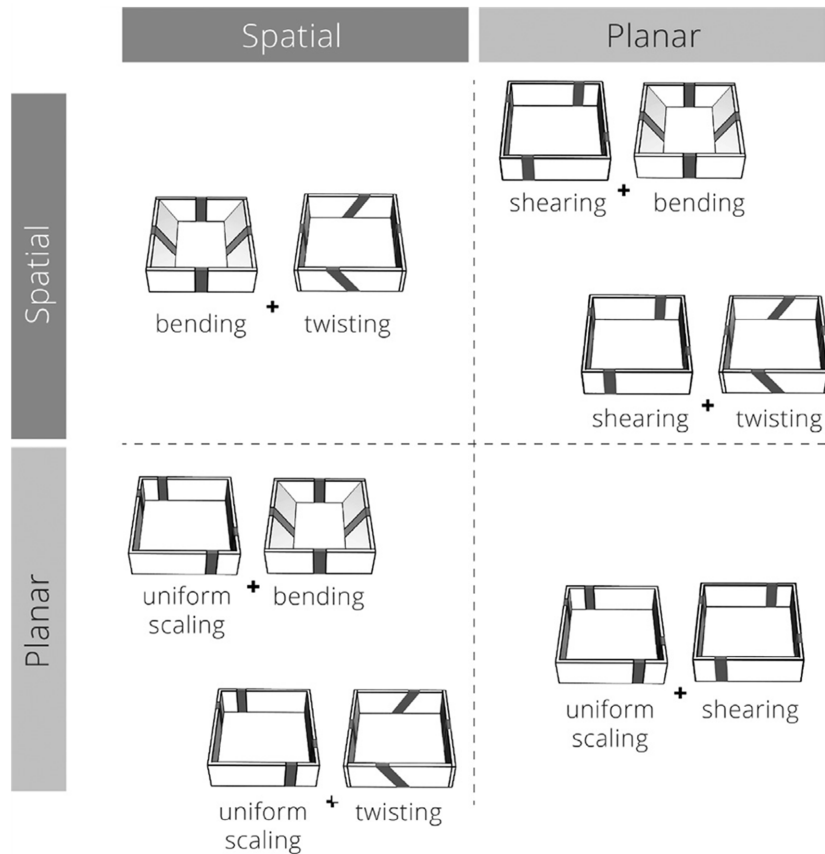 Spatial
Planar
Spatial
shearing + bending
bending + twisting
shearing + twisting
Planar
uniform scaling + bending
uniform scaling + shearing
uniform scaling + twisting